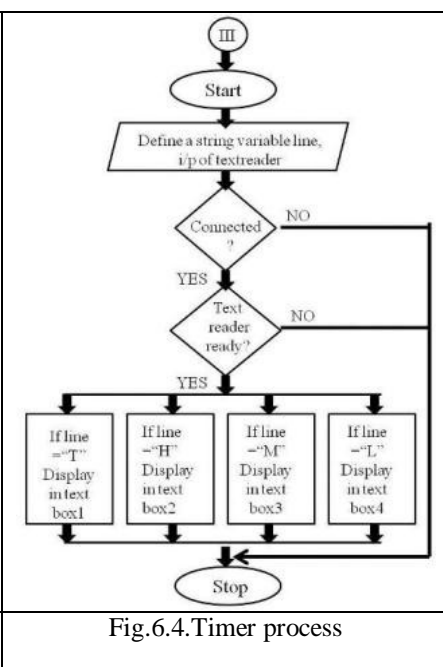 III
Start
Define a string variable line,
i/p of textreader
Connected
?
NO
YES
Text
reader
ready?
NO
YES
If line
="T"
Display
in text
box1
If line
="H"
Display
in text
box2
If line
="M"
Display
in text
box3
If line
="L"
Display
in text
box4
Stop
Fig.6.4.Timer process